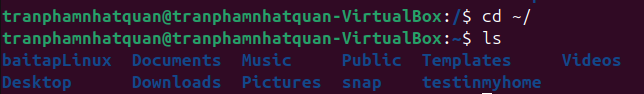 tranphamnhatquan@tranphamnhatquan-VirtualBox:/$ cd ~/
tranphamnhatquan@tranphamnhatquan-VirtualBox:~$ ls
baitapLinux Documents Music Public Templates Videos
Desktop Downloads Pictures snap testinmyhome